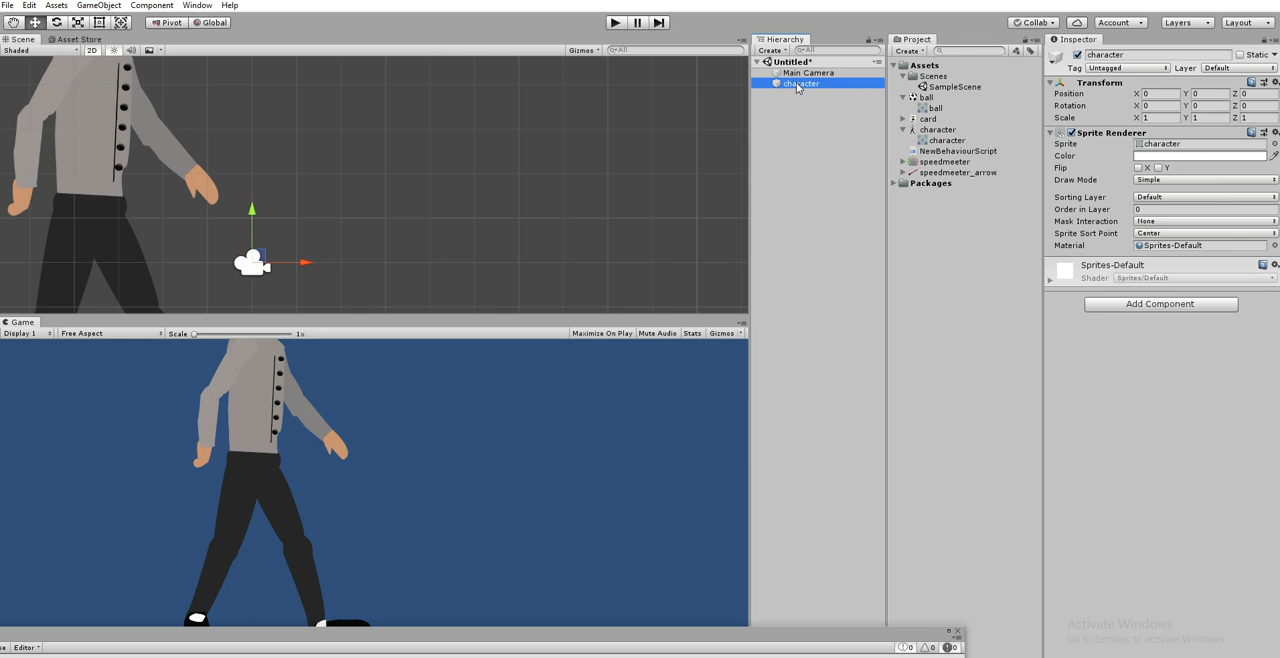 File Edit Assets GameObject Component Window Help
Pivot Global Collab Account Layers Layout
Scene Asset Store
Shaded 2D Gizmos All
Game
Display 1 Free Aspect Scale 1x Maximize On Play Mute Audio Stats Gizmos
Editor 0 0 0
Hierarchy
Create All
Untitled*
Main Camera
character
Project
Create
Assets
Scenes
SampleScene
ball
ball
card
character
character
NewBehaviourScript
speedmeeter
speedmeeter_arrow
Packages
Inspector
character Static
Tag Untagged Layer Default
Transform
Position X 0 Y 0 Z 0
Rotation X 0 Y 0 Z 0
Scale X 1 Y 1 Z 1
Sprite Renderer
Sprite character
Color
Flip X Y
Draw Mode Simple
Sorting Layer Default
Order in Layer 0
Mask Interaction None
Sprite Sort Point Center
Material Sprites-Default
Sprites-Default
Shader Sprites/Default
Add Component
Activate Windows
Go to Settings to activate Windows.